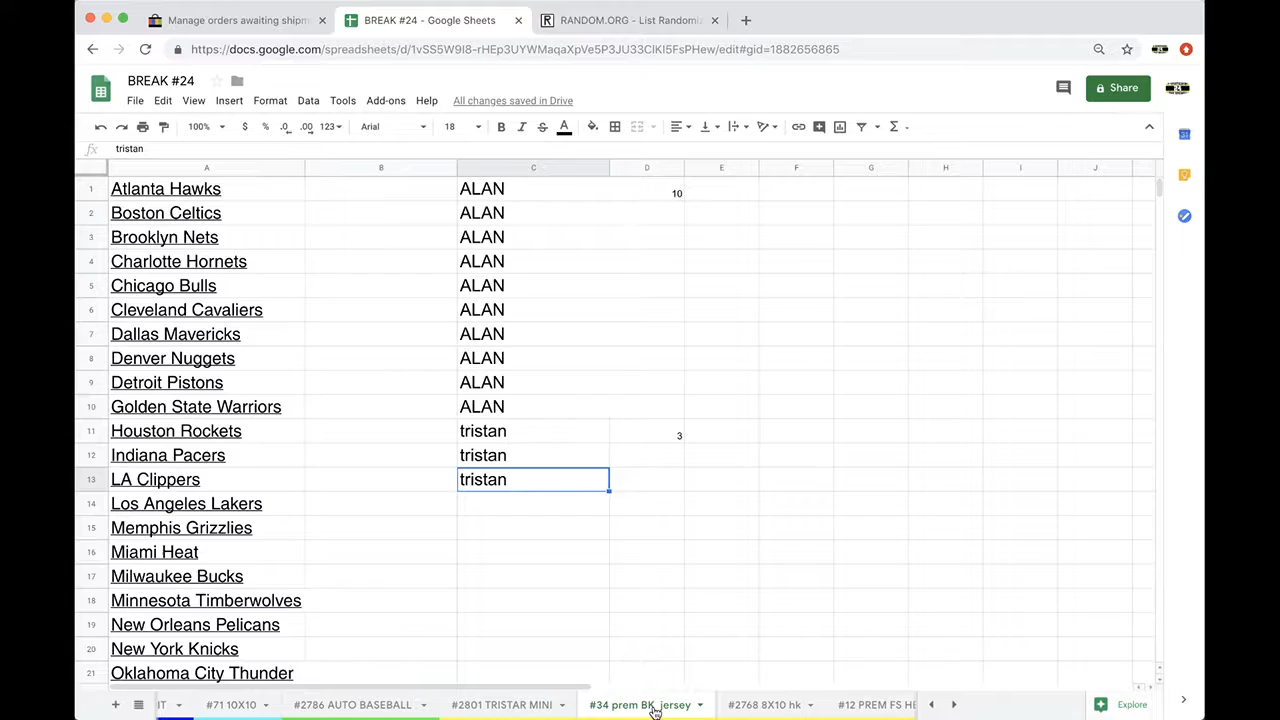 Manage orders awaiting shipm
BREAK #24 - Google Sheets
RANDOM.ORG - List Randomi
https://docs.google.com/spreadsheets/d/1vSS5W9I8-rHEp3UYWMaqaXpVe5P3JU33ClKI5FsPHew/edit#gid=1882656865
BREAK #24
File Edit View Insert Format Data Tools Add-ons Help All changes saved in Drive
Share
100% $ % .0 .00 123 Arial 18 B I S A
fx tristan
A B C D E F G H I J
1 Atlanta Hawks ALAN 10
2 Boston Celtics ALAN
3 Brooklyn Nets ALAN
4 Charlotte Hornets ALAN
5 Chicago Bulls ALAN
6 Cleveland Cavaliers ALAN
7 Dallas Mavericks ALAN
8 Denver Nuggets ALAN
9 Detroit Pistons ALAN
10 Golden State Warriors ALAN
11 Houston Rockets tristan 3
12 Indiana Pacers tristan
13 LA Clippers tristan
14 Los Angeles Lakers
15 Memphis Grizzlies
16 Miami Heat
17 Milwaukee Bucks
18 Minnesota Timberwolves
19 New Orleans Pelicans
20 New York Knicks
21 Oklahoma City Thunder
IT #71 10X10 #2786 AUTO BASEBALL #2801 TRISTAR MINI #34 prem BK jersey #2768 8X10 hk #12 PREM FS HE Explore